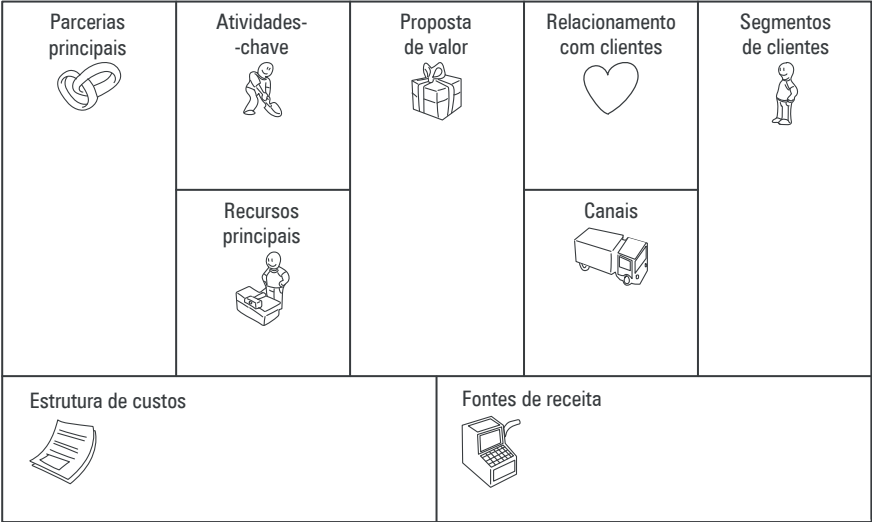 Parcerias
principais
Atividades-
-chave
Proposta
de valor
Relacionamento
com clientes
Segmentos
de clientes
Recursos
principais
Canais
Estrutura de custos
Fontes de receita